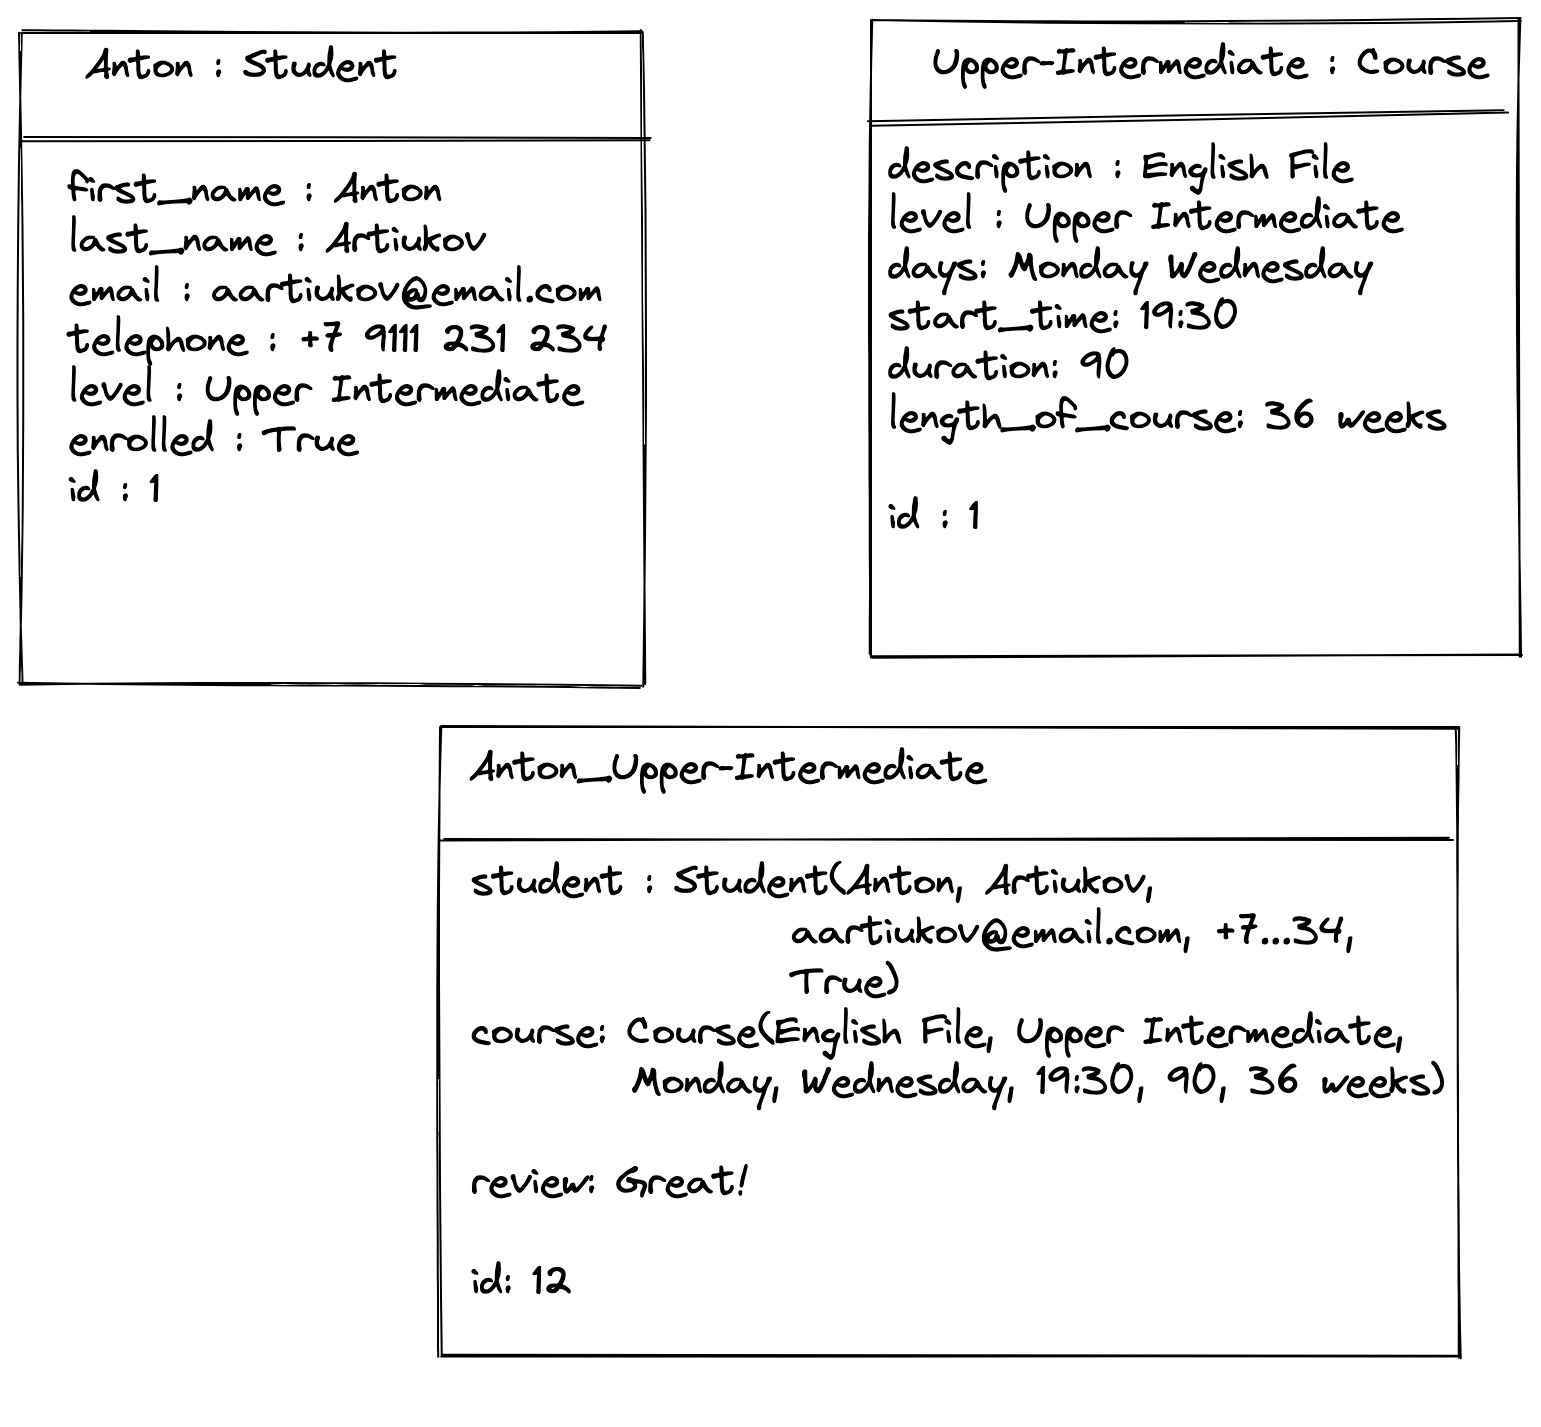 Anton : Student
first_name : Anton
last_name : Artiukov
email : aartiukov@email.com
telephone : +7 9111 231 234
level : Upper Intermediate
enrolled : True
id : 1
Upper-Intermediate : Course
description : English File
level : Upper Intermediate
days: Monday Wednesday
start_time: 19:30
duration: 90
length_of_course: 36 weeks
id : 1
Anton_Upper-Intermediate
student : Student(Anton, Artiukov,
aartiukov@email.com, +7...34,
True)
course: Course(English File, Upper Intermediate,
Monday, Wednesday, 19:30, 90, 36 weeks)
review: Great!
id: 12